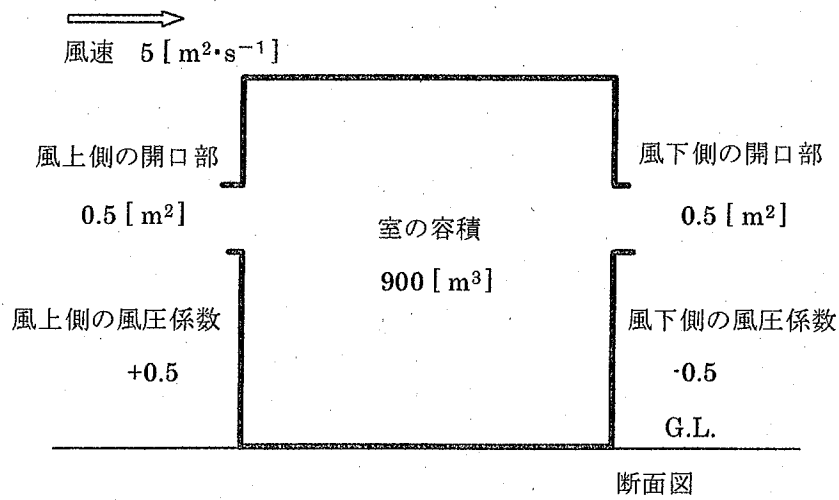 風速 5 [ m²・s⁻¹]
風上側の開口部
0.5 [ m²]
室の容積
900 [ m³]
風下側の開口部
0.5 [ m²]
風上側の風圧係数
+0.5
風下側の風圧係数
-0.5
G.L.
断面図